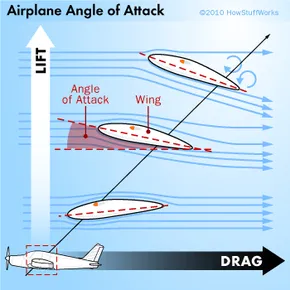 Airplane Angle of Attack
©2010 HowStuffWorks
LIFT
Angle
of Attack
Wing
DRAG